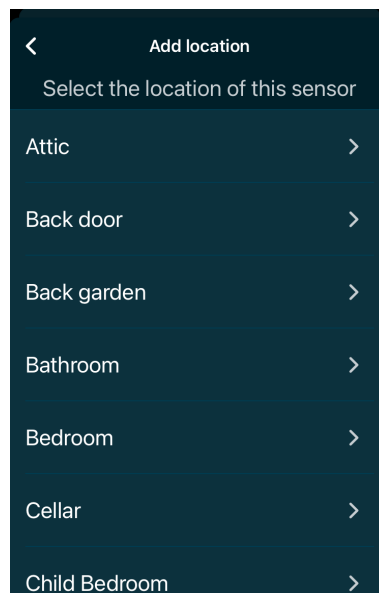 Add location
Select the location of this sensor
Attic
Back door
Back garden
Bathroom
Bedroom
Cellar
Child Bedroom